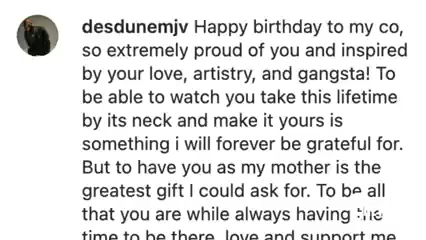 desdunemjv Happy birthday to my co,
so extremely proud of you and inspired
by your love, artistry, and gangsta! To
be able to watch you take this lifetime
by its neck and make it yours is
something i will forever be grateful for.
But to have you as my mother is the
greatest gift I could ask for. To be all
that you are while always having the
time to be there, love and support me